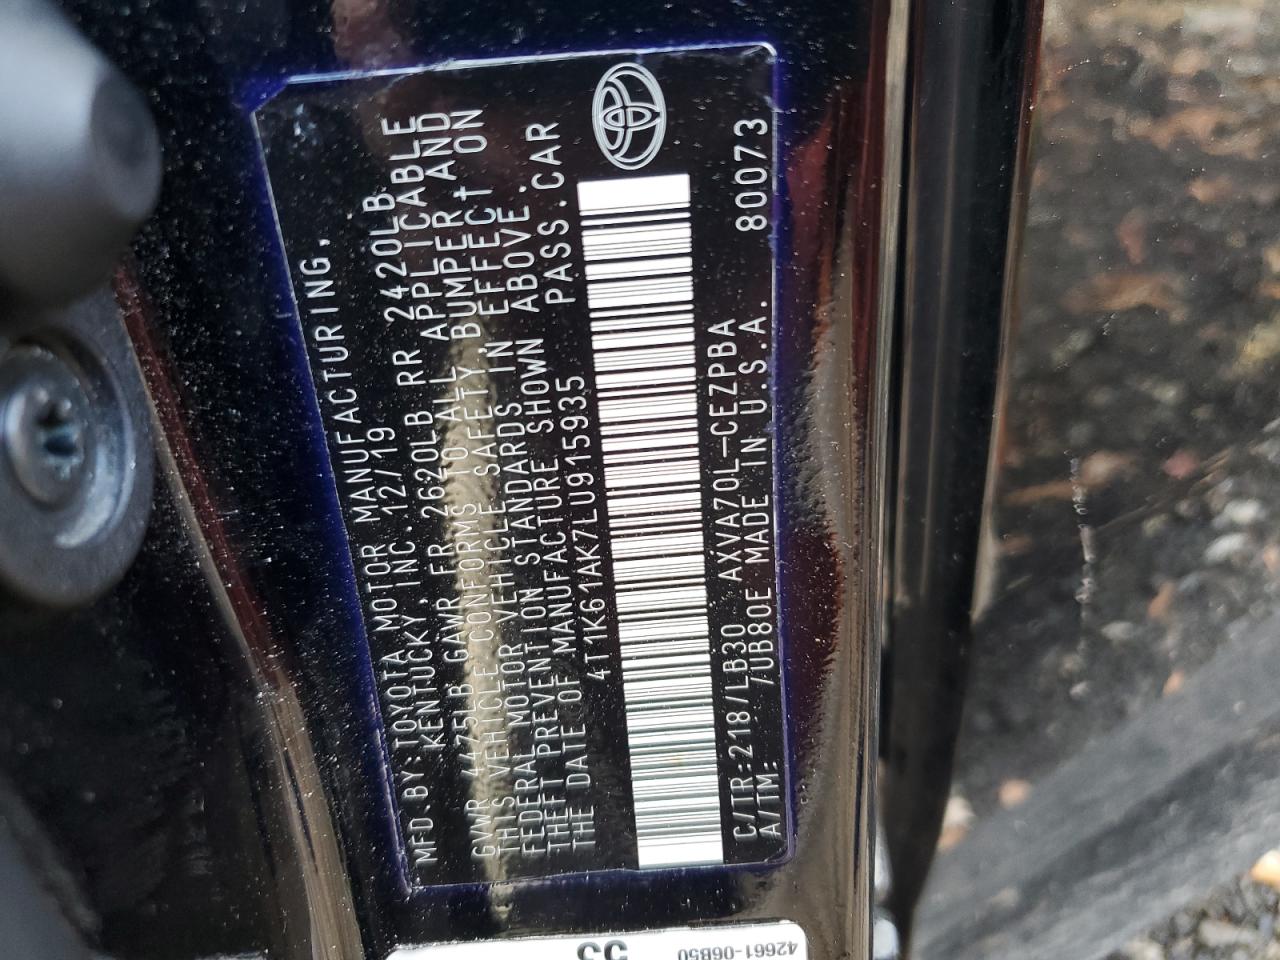 MFD.BY:TOYOTA MOTOR MANUFACTURING,
KENTUCKY INC.12/19
GVWR 4475LB GAWR FR 2620LB RR 2420LB
THIS VEHICLE CONFORMS TO ALL APPLICABLE
FEDERAL MOTOR VEHICLE SAFETY,BUMPER AND
THEFT PREVENTION STANDARDS IN EFFECT ON
THE DATE OF MANUFACTURE SHOWN ABOVE.
4T1K61AK7LU915935 PASS.CAR
C/TR:218/LB30 AXVA70L-CEZPBA
A/TM: /UB80E MADE IN U.S.A. 80073
42661-06B50